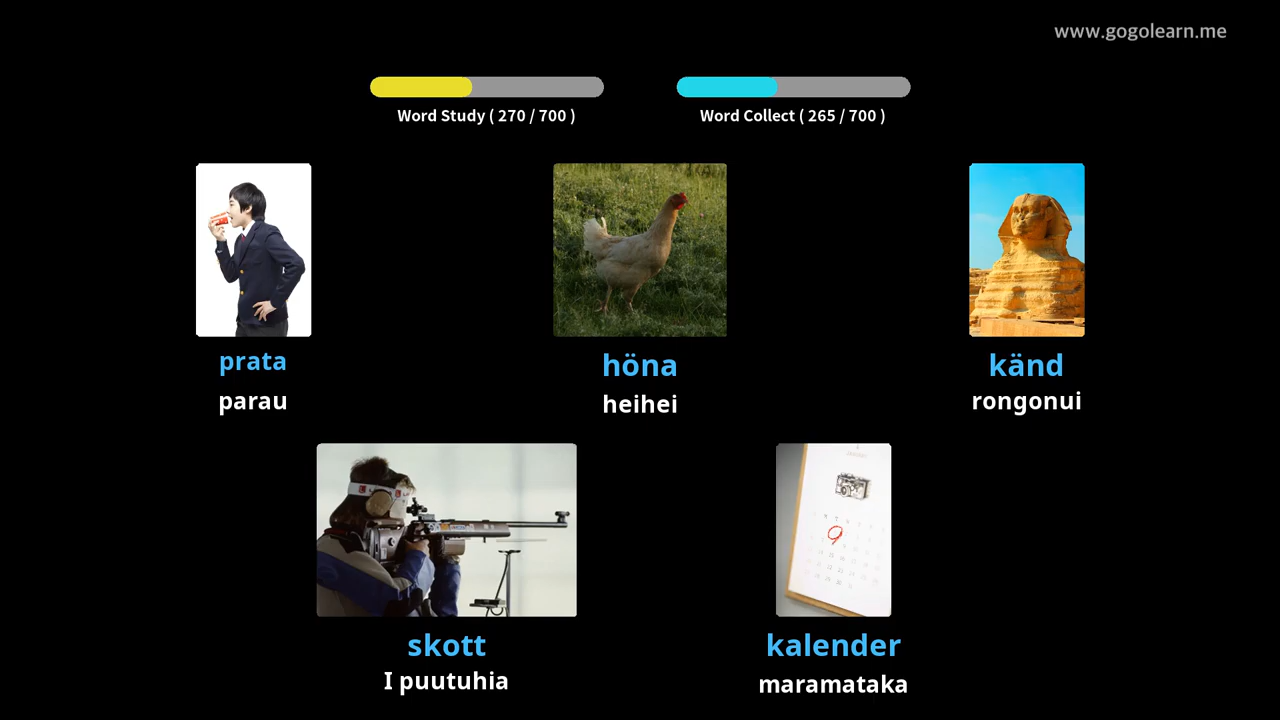 www.gogolearn.me
Word Study ( 270 / 700 )
Word Collect ( 265 / 700 )
prata
parau
höna
heihei
känd
rongonui
skott
I puutuhia
kalender
maramataka